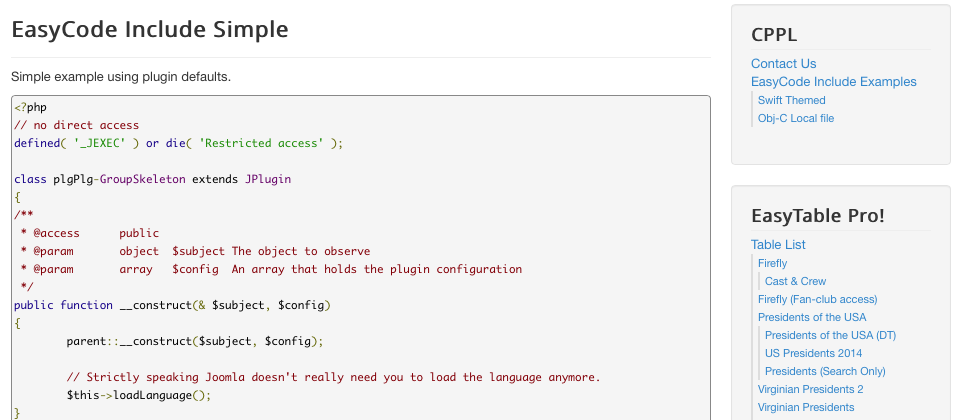 EasyCode Include Simple
Simple example using plugin defaults.
<?php
// no direct access
defined( '_JEXEC' ) or die( 'Restricted access' );

class plgPlg-GroupSkeleton extends JPlugin
{
/**
 * @access      public
 * @param       object  $subject The object to observe
 * @param       array   $config  An array that holds the plugin configuration
 */
public function __construct(& $subject, $config)
{
        parent::__construct($subject, $config);

        // Strictly speaking Joomla doesn't really need you to load the language anymore.
        $this->loadLanguage();
}
CPPL
Contact Us
EasyCode Include Examples
Swift Themed
Obj-C Local file
EasyTable Pro!
Table List
Firefly
Cast & Crew
Firefly (Fan-club access)
Presidents of the USA
Presidents of the USA (DT)
US Presidents 2014
Presidents (Search Only)
Virginian Presidents 2
Virginian Presidents